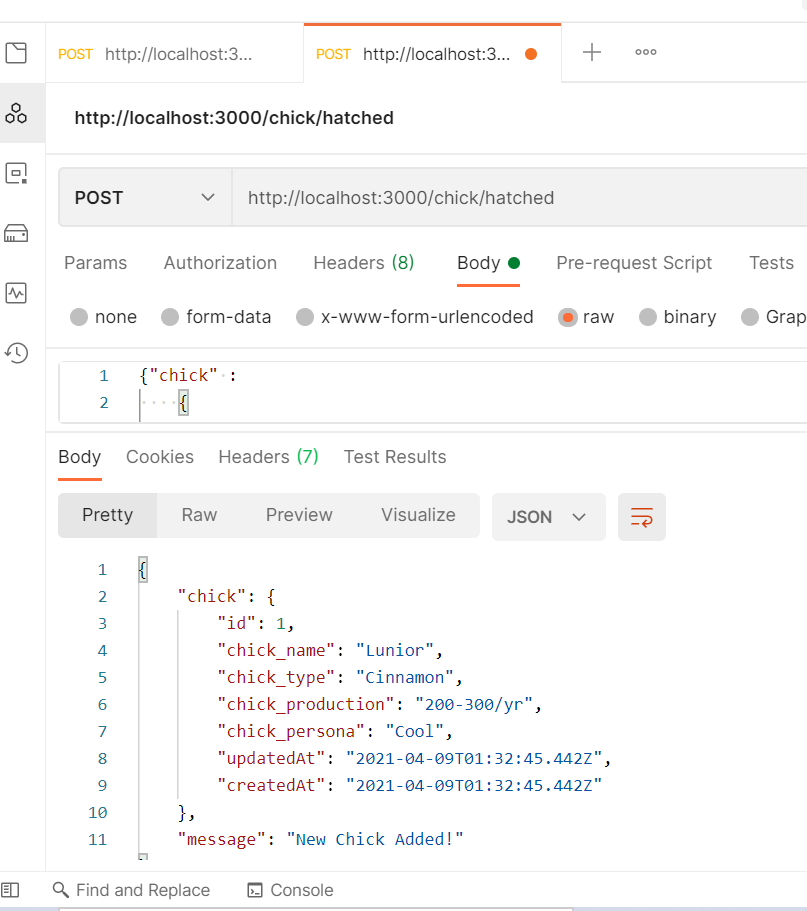 POST http://localhost:3... POST http://localhost:3...
http://localhost:3000/chick/hatched
POST http://localhost:3000/chick/hatched
Params Authorization Headers (8) Body Pre-request Script Tests
none form-data x-www-form-urlencoded raw binary Grap
1 {"chick" :
2 {
Body Cookies Headers (7) Test Results
Pretty Raw Preview Visualize JSON
1 {
2 "chick": {
3 "id": 1,
4 "chick_name": "Lunior",
5 "chick_type": "Cinnamon",
6 "chick_production": "200-300/yr",
7 "chick_persona": "Cool",
8 "updatedAt": "2021-04-09T01:32:45.442Z",
9 "createdAt": "2021-04-09T01:32:45.442Z"
10 },
11 "message": "New Chick Added!"
Find and Replace Console